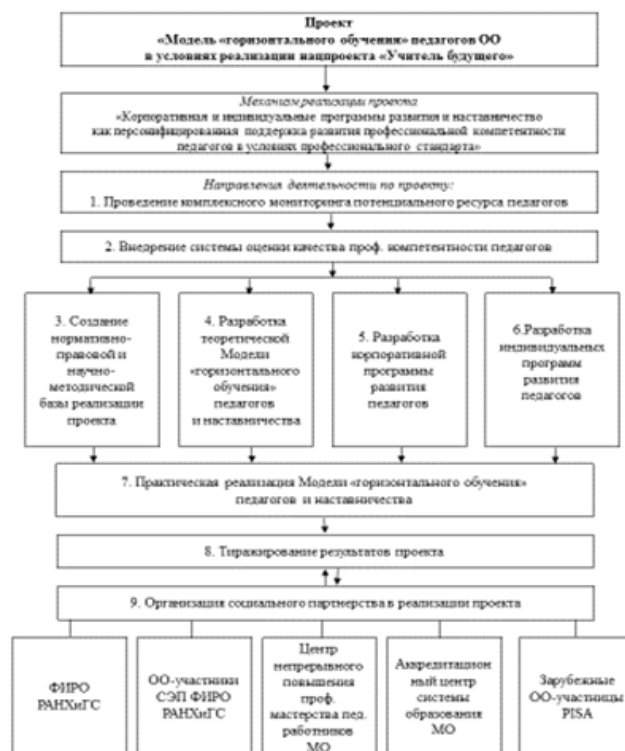 Проект
«Модель «горизонтального обучения» педагогов ОО
в условиях реализации нацпроекта «Учитель будущего»
Механизм реализации проекта
«Корпоративная и индивидуальные программы развития и наставничество
как персонифицированная поддержка развития профессиональной компетентности
педагогов в условиях профессионального стандарта»
Направления деятельности по проекту:
1. Проведение комплексного мониторинга потенциального ресурса педагогов
2. Внедрение системы оценки качества проф. компетентности педагогов
3. Создание
нормативно-
правовой и
научно-
методической
базы реализации
проекта
4. Разработка
теоретической
Модели
«горизонтального
обучения»
педагогов
и наставничества
5. Разработка
корпоративной
программы
развития
педагогов
6.Разработка
индивидуальных
программ
развития
педагогов
7. Практическая реализация Модели «горизонтального обучения»
педагогов и наставничества
8. Тиражирование результатов проекта
9. Организация социального партнерства в реализации проекта
ФИРО
РАНХиГС
ОО-участники
СЭП ФИРО
РАНХиГС
Центр
непрерывного
повышения
проф.
мастерства пед.
работников
МО
Аккредитацион
ный центр
системы
образования
МО
Зарубежные
ОО-участницы
PISA